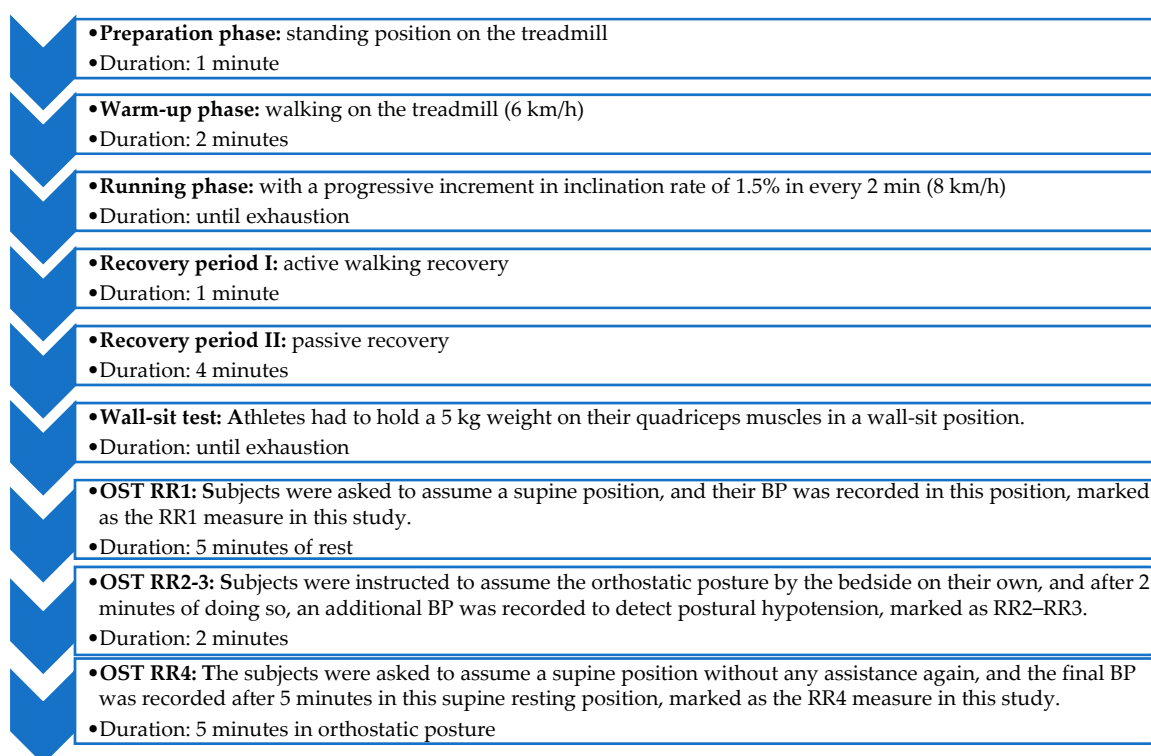 •Preparation phase: standing position on the treadmill
•Duration: 1 minute
•Warm-up phase: walking on the treadmill (6 km/h)
•Duration: 2 minutes
•Running phase: with a progressive increment in inclination rate of 1.5% in every 2 min (8 km/h)
•Duration: until exhaustion
•Recovery period I: active walking recovery
•Duration: 1 minute
•Recovery period II: passive recovery
•Duration: 4 minutes
•Wall-sit test: Athletes had to hold a 5 kg weight on their quadriceps muscles in a wall-sit position.
•Duration: until exhaustion
•OST RR1: Subjects were asked to assume a supine position, and their BP was recorded in this position, marked
as the RR1 measure in this study.
•Duration: 5 minutes of rest
•OST RR2-3: Subjects were instructed to assume the orthostatic posture by the bedside on their own, and after 2
minutes of doing so, an additional BP was recorded to detect postural hypotension, marked as RR2–RR3.
•Duration: 2 minutes
•OST RR4: The subjects were asked to assume a supine position without any assistance again, and the final BP
was recorded after 5 minutes in this supine resting position, marked as the RR4 measure in this study.
•Duration: 5 minutes in orthostatic posture